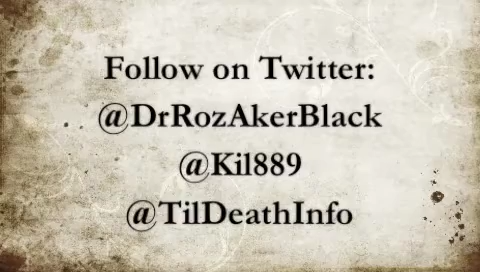 Follow on Twitter:
@DrRozAkerBlack
@Kil889
@TilDeathInfo